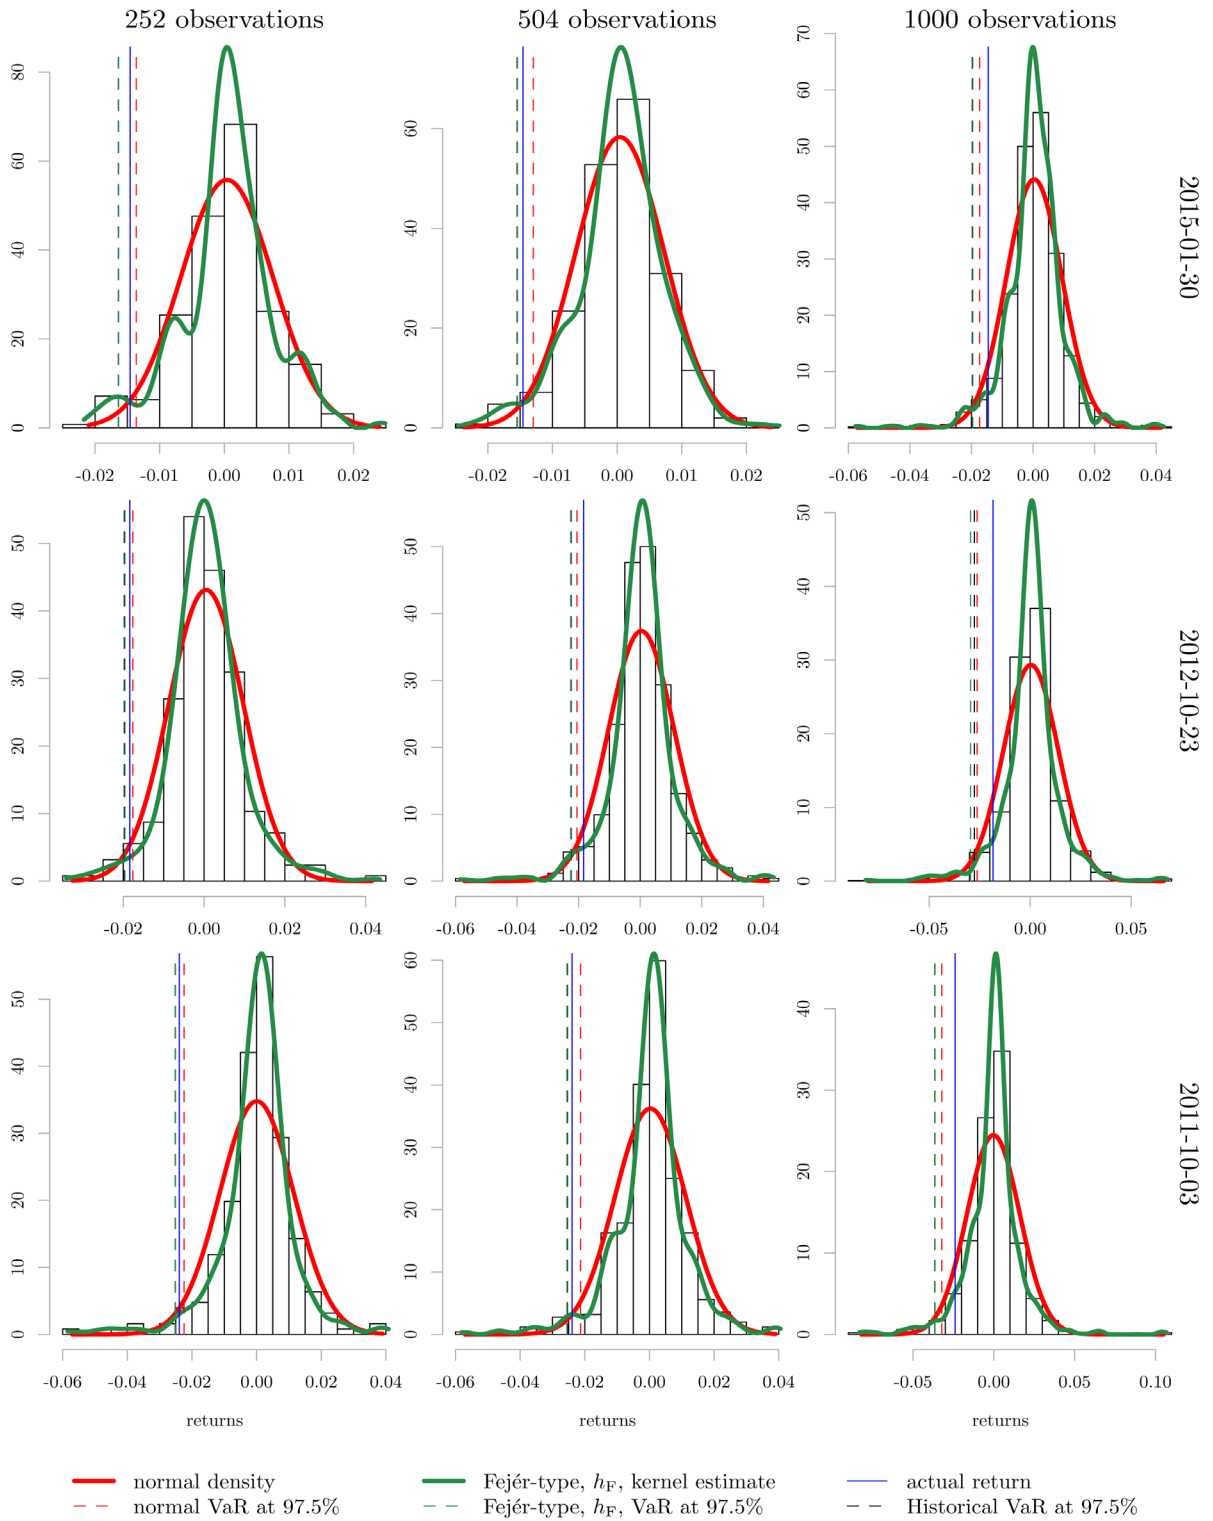 252 observations
504 observations
1000 observations
0 20 40 60 80
-0.02 -0.01 0.00 0.01 0.02
0 20 40 60
-0.02 -0.01 0.00 0.01 0.02
0 10 20 30 40 50 60 70
-0.06 -0.04 -0.02 0.00 0.02 0.04
2015-01-30
0 10 20 30 40 50
-0.02 0.00 0.02 0.04
0 10 20 30 40 50
-0.06 -0.04 -0.02 0.00 0.02 0.04
0 10 20 30 40 50
-0.05 0.00 0.05
2012-10-23
0 10 20 30 40 50
-0.06 -0.04 -0.02 0.00 0.02 0.04
returns
0 10 20 30 40 50 60
-0.06 -0.04 -0.02 0.00 0.02 0.04
returns
0 10 20 30 40
-0.05 0.00 0.05 0.10
returns
2011-10-03
normal density
normal VaR at 97.5%
Fejér-type, hF, kernel estimate
Fejér-type, hF, VaR at 97.5%
actual return
Historical VaR at 97.5%